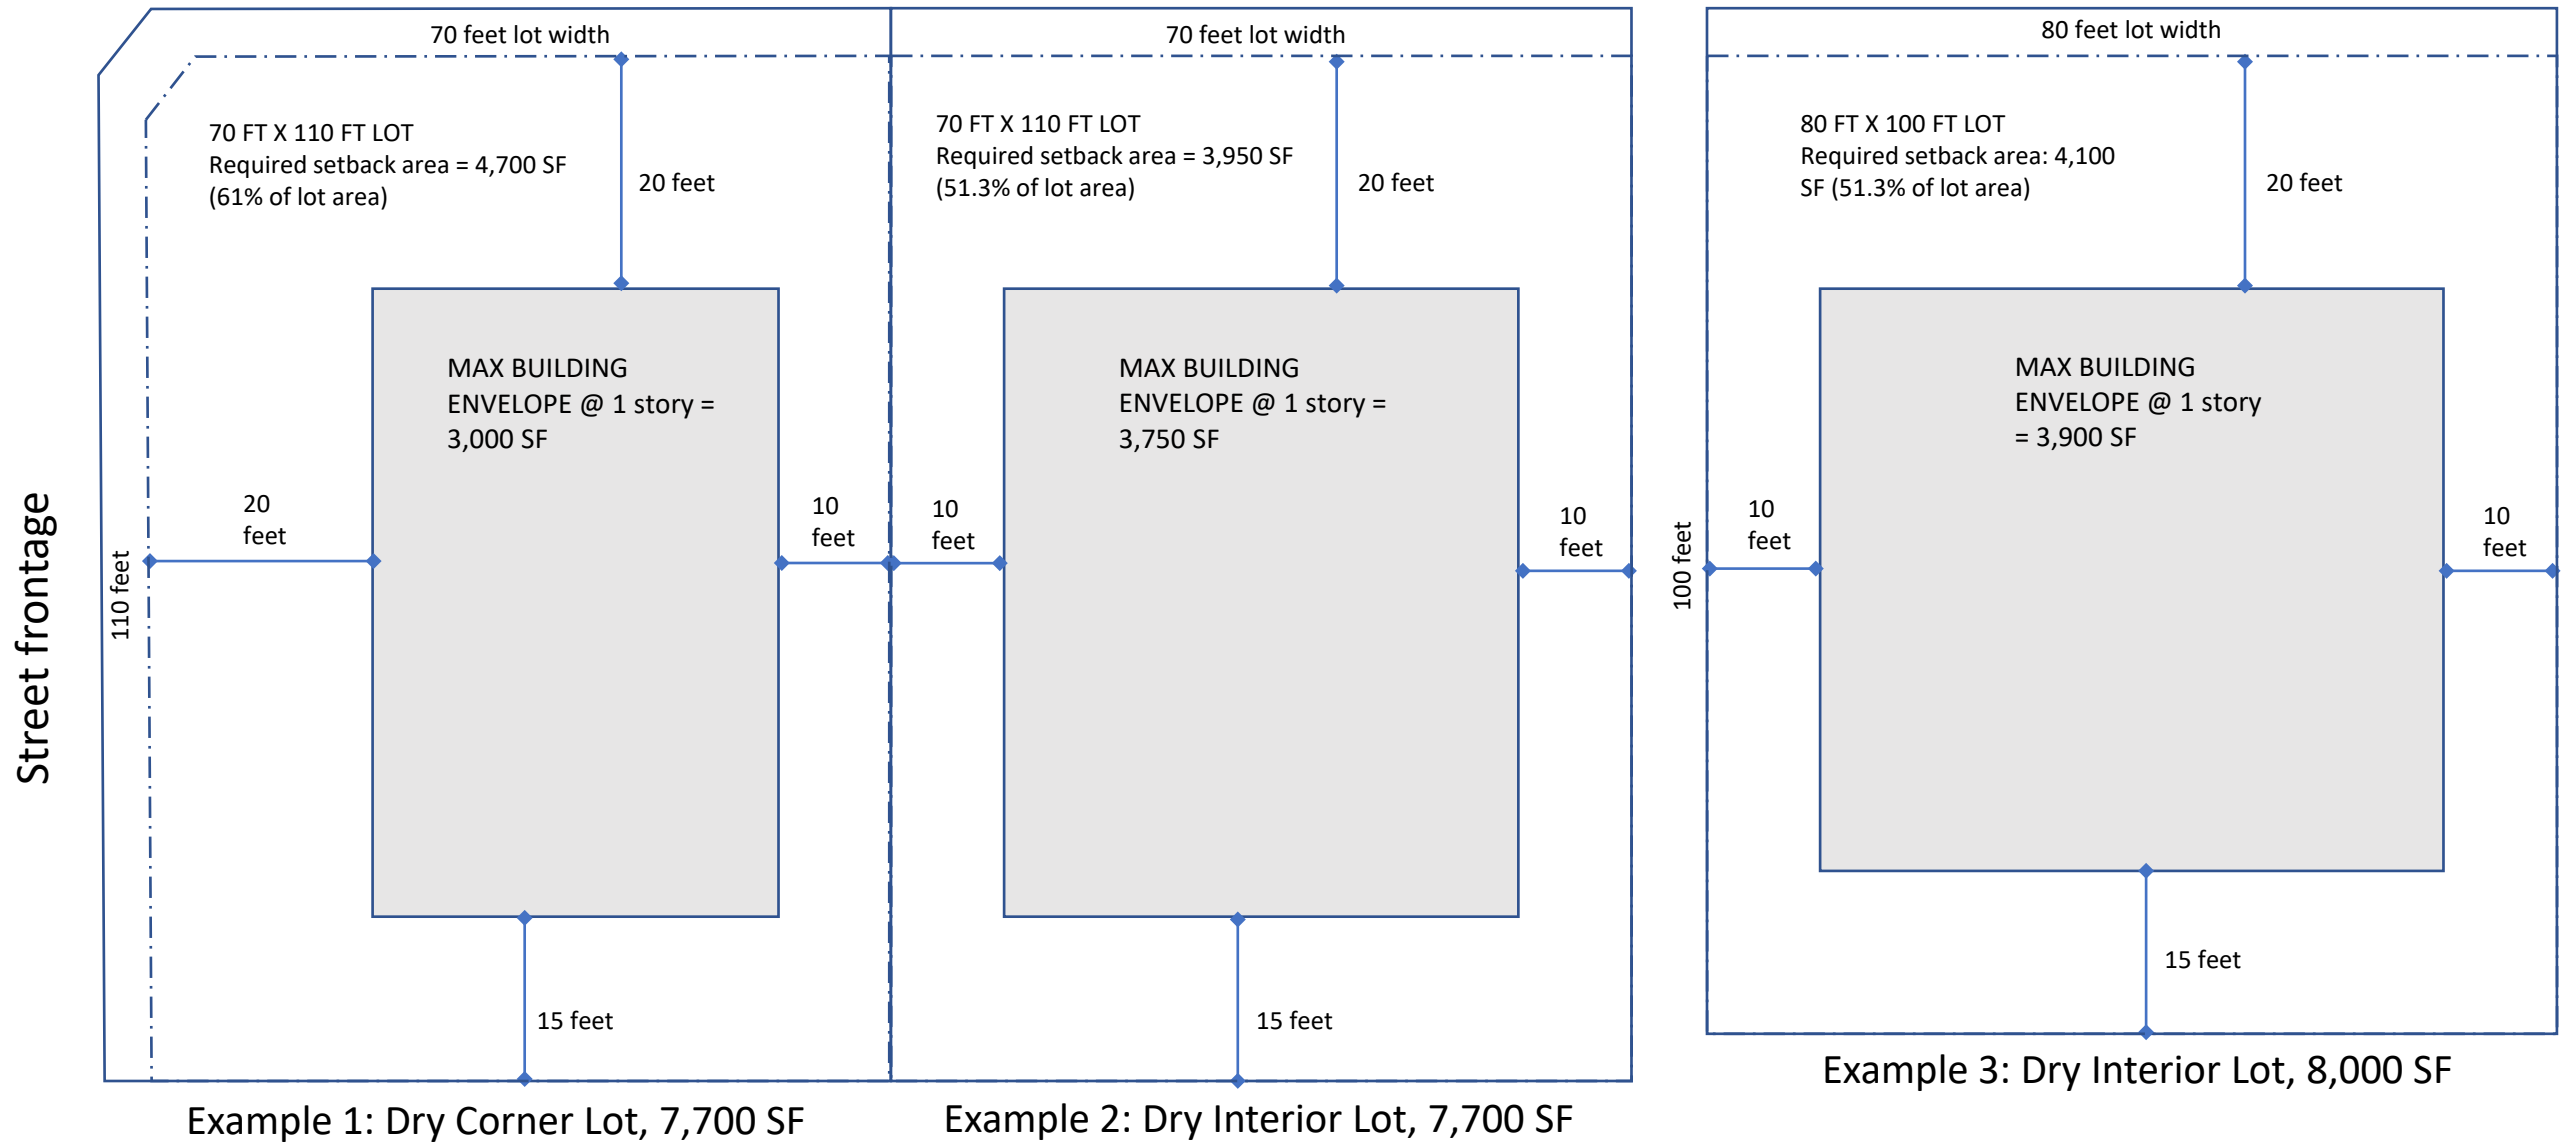 Street frontage
70 feet lot width
70 FT X 110 FT LOT
Required setback area = 4,700 SF
(61% of lot area)
20 feet
MAX BUILDING
ENVELOPE @ 1 story =
3,000 SF
20
feet
10
feet
110 feet
15 feet
Example 1: Dry Corner Lot, 7,700 SF
70 feet lot width
70 FT X 110 FT LOT
Required setback area = 3,950 SF
(51.3% of lot area)
20 feet
MAX BUILDING
ENVELOPE @ 1 story =
3,750 SF
10
feet
10
feet
15 feet
Example 2: Dry Interior Lot, 7,700 SF
80 feet lot width
80 FT X 100 FT LOT
Required setback area: 4,100
SF (51.3% of lot area)
20 feet
MAX BUILDING
ENVELOPE @ 1 story
= 3,900 SF
10
feet
10
feet
100 feet
15 feet
Example 3: Dry Interior Lot, 8,000 SF